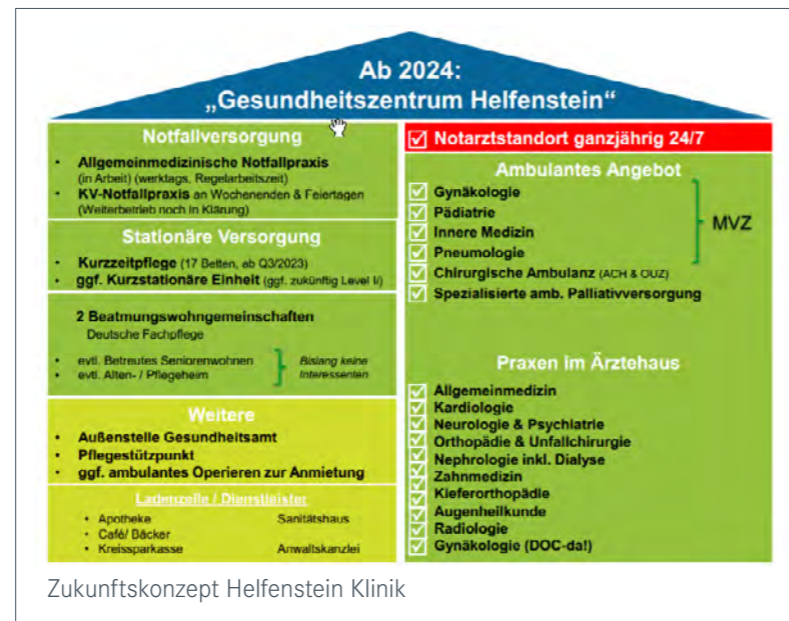 Ab 2024:
„Gesundheitszentrum Helfenstein“
Notfallversorgung
• Allgemeinmedizinische Notfallpraxis
(in Arbeit) (werktags, Regelarbeitszeit)
• KV-Notfallpraxis an Wochenenden & Feiertagen
(Weiterbetrieb noch in Klärung)
Stationäre Versorgung
• Kurzzeitpflege (17 Betten, ab Q3/2023)
• ggf. Kurzstationäre Einheit (ggf. zukünftig Level I/)
2 Beatmungswohngemeinschaften
Deutsche Fachpflege
• evtl. Betreutes Seniorenwohnen
• evtl. Alten- / Pflegeheim
Bislang keine
Interessenten
Weitere
• Außenstelle Gesundheitsamt
• Pflegestützpunkt
• ggf. ambulantes Operieren zur Anmietung
Ladenzeile / Dienstleister
• Apotheke Sanitätshaus
• Café/ Bäcker
• Kreissparkasse Anwaltskanzlei
Notarztstandort ganzjährig 24/7
Ambulantes Angebot
Gynäkologie
Pädiatrie
Innere Medizin
Pneumologie
MVZ
Chirurgische Ambulanz (ACH & OUZ)
Spezialisierte amb. Palliativversorgung
Praxen im Ärztehaus
Allgemeinmedizin
Kardiologie
Neurologie & Psychiatrie
Orthopädie & Unfallchirurgie
Nephrologie inkl. Dialyse
Zahnmedizin
Kieferorthopädie
Augenheilkunde
Radiologie
Gynäkologie (DOC-da!)
Zukunftskonzept Helfenstein Klinik